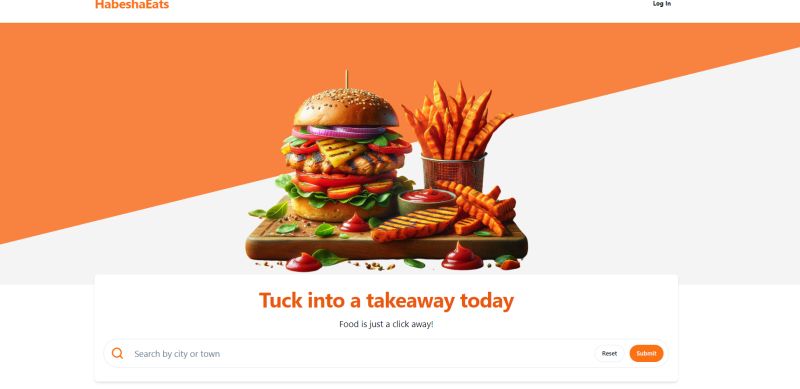 HabeshaEats
Log In
Tuck into a takeaway today
Food is just a click away!
Search by city or town
Reset
Submit